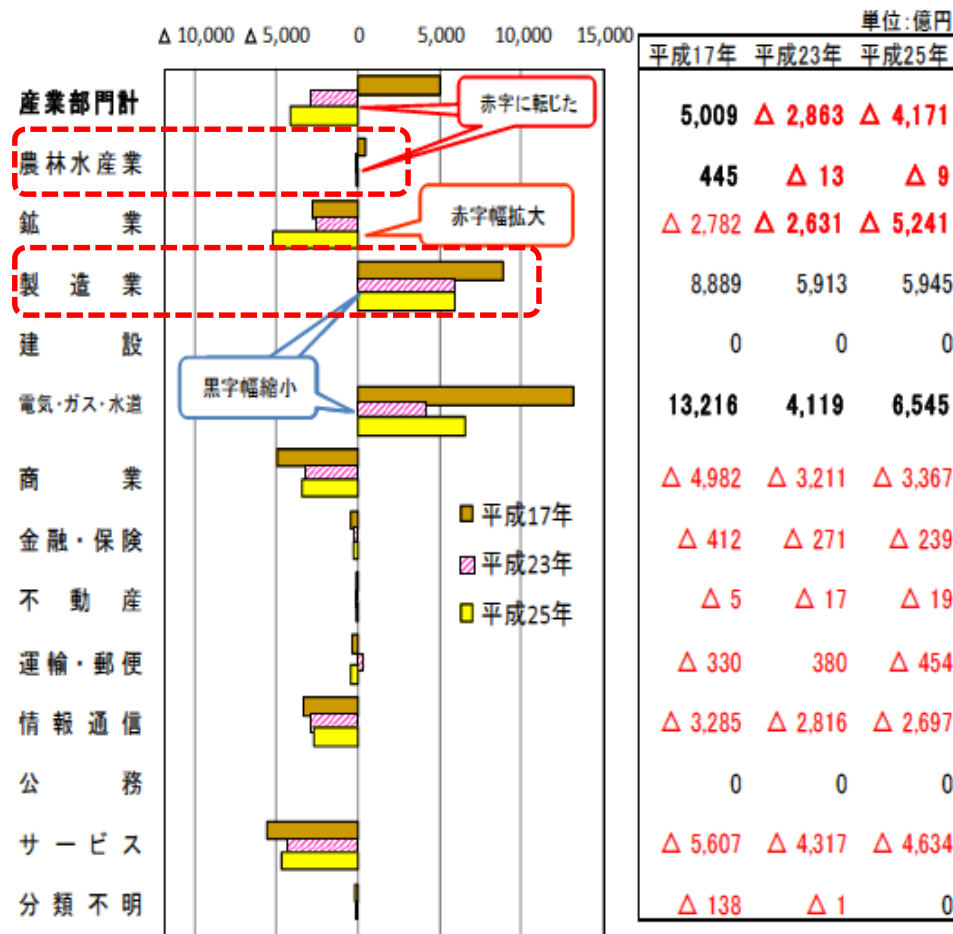 単位:億円
Δ 10,000 Δ 5,000 0 5,000 10,000 15,000
平成17年 平成23年 平成25年
産業部門計 5,009 Δ 2,863 Δ 4,171
赤字に転じた
農林水産業 445 Δ 13 Δ 9
鉱業 Δ 2,782 Δ 2,631 Δ 5,241
赤字幅拡大
製造業 8,889 5,913 5,945
建設 0 0 0
黒字幅縮小
電気・ガス・水道 13,216 4,119 6,545
商業 Δ 4,982 Δ 3,211 Δ 3,367
平成17年
金融・保険 Δ 412 Δ 271 Δ 239
平成23年
不動産 Δ 5 Δ 17 Δ 19
平成25年
運輸・郵便 Δ 330 380 Δ 454
情報通信 Δ 3,285 Δ 2,816 Δ 2,697
公務 0 0 0
サービス Δ 5,607 Δ 4,317 Δ 4,634
分類不明 Δ 138 Δ 1 0